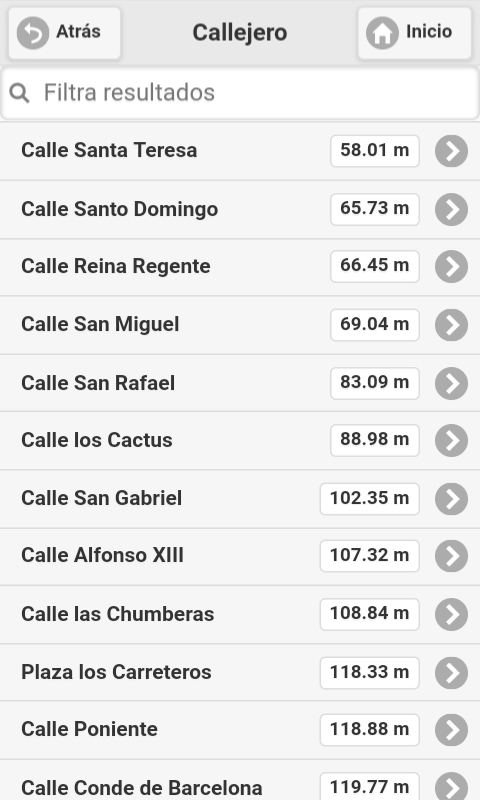 Atrás
Callejero
Inicio
Filtra resultados
Calle Santa Teresa 58.01 m
Calle Santo Domingo 65.73 m
Calle Reina Regente 66.45 m
Calle San Miguel 69.04 m
Calle San Rafael 83.09 m
Calle los Cactus 88.98 m
Calle San Gabriel 102.35 m
Calle Alfonso XIII 107.32 m
Calle las Chumberas 108.84 m
Plaza los Carreteros 118.33 m
Calle Poniente 118.88 m
Calle Conde de Barcelona 119.77 m